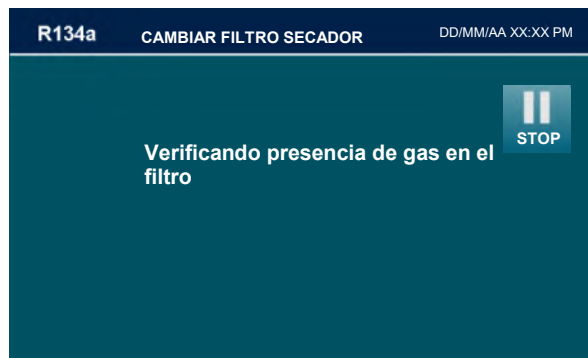 R134a CAMBIAR FILTRO SECADOR DD/MM/AA XX:XX PM
STOP
Verificando presencia de gas en el
filtro